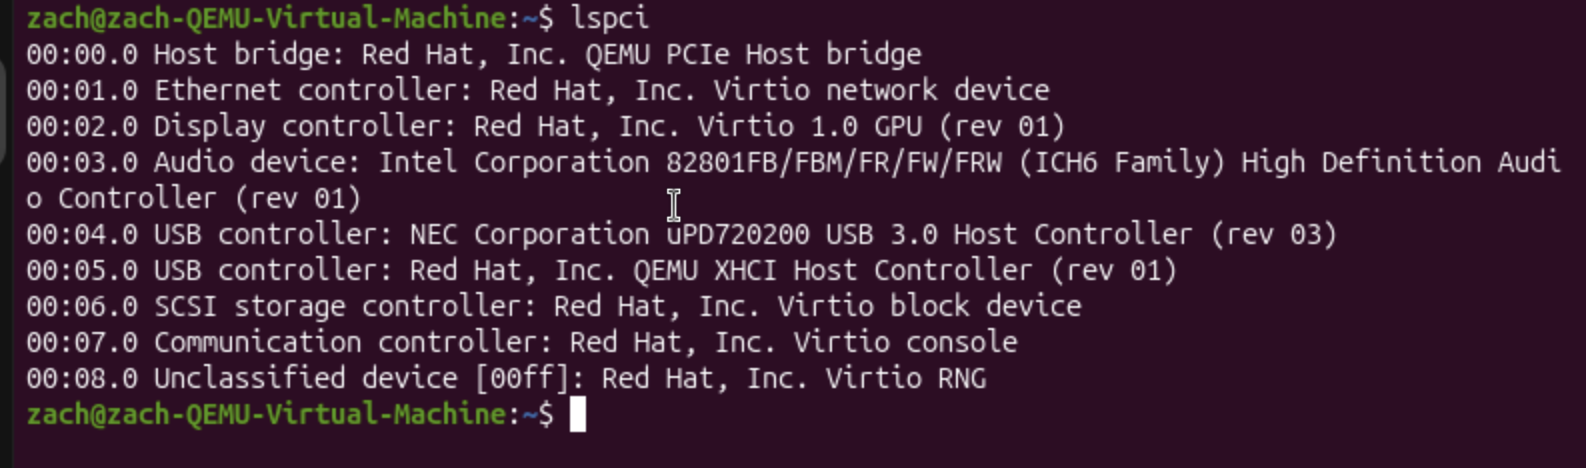 zach@zach-QEMU-Virtual-Machine:~$ lspci
00:00.0 Host bridge: Red Hat, Inc. QEMU PCIe Host bridge
00:01.0 Ethernet controller: Red Hat, Inc. Virtio network device
00:02.0 Display controller: Red Hat, Inc. Virtio 1.0 GPU (rev 01)
00:03.0 Audio device: Intel Corporation 82801FB/FBM/FR/FW/FRW (ICH6 Family) High Definition Audi
o Controller (rev 01)
00:04.0 USB controller: NEC Corporation uPD720200 USB 3.0 Host Controller (rev 03)
00:05.0 USB controller: Red Hat, Inc. QEMU XHCI Host Controller (rev 01)
00:06.0 SCSI storage controller: Red Hat, Inc. Virtio block device
00:07.0 Communication controller: Red Hat, Inc. Virtio console
00:08.0 Unclassified device [00ff]: Red Hat, Inc. Virtio RNG
zach@zach-QEMU-Virtual-Machine:~$